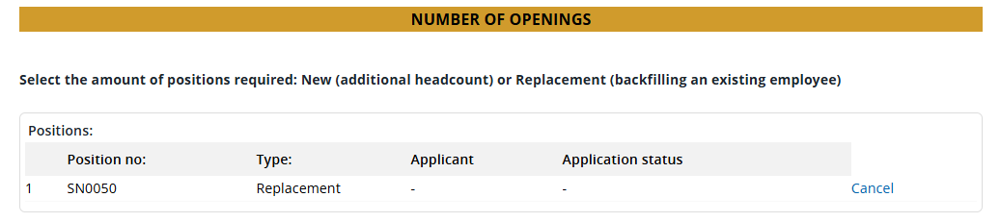 NUMBER OF OPENINGS
Select the amount of positions required: New (additional headcount) or Replacement (backfilling an existing employee)
Positions:
Position no: Type: Applicant Application status
1 SN0050 Replacement - - Cancel